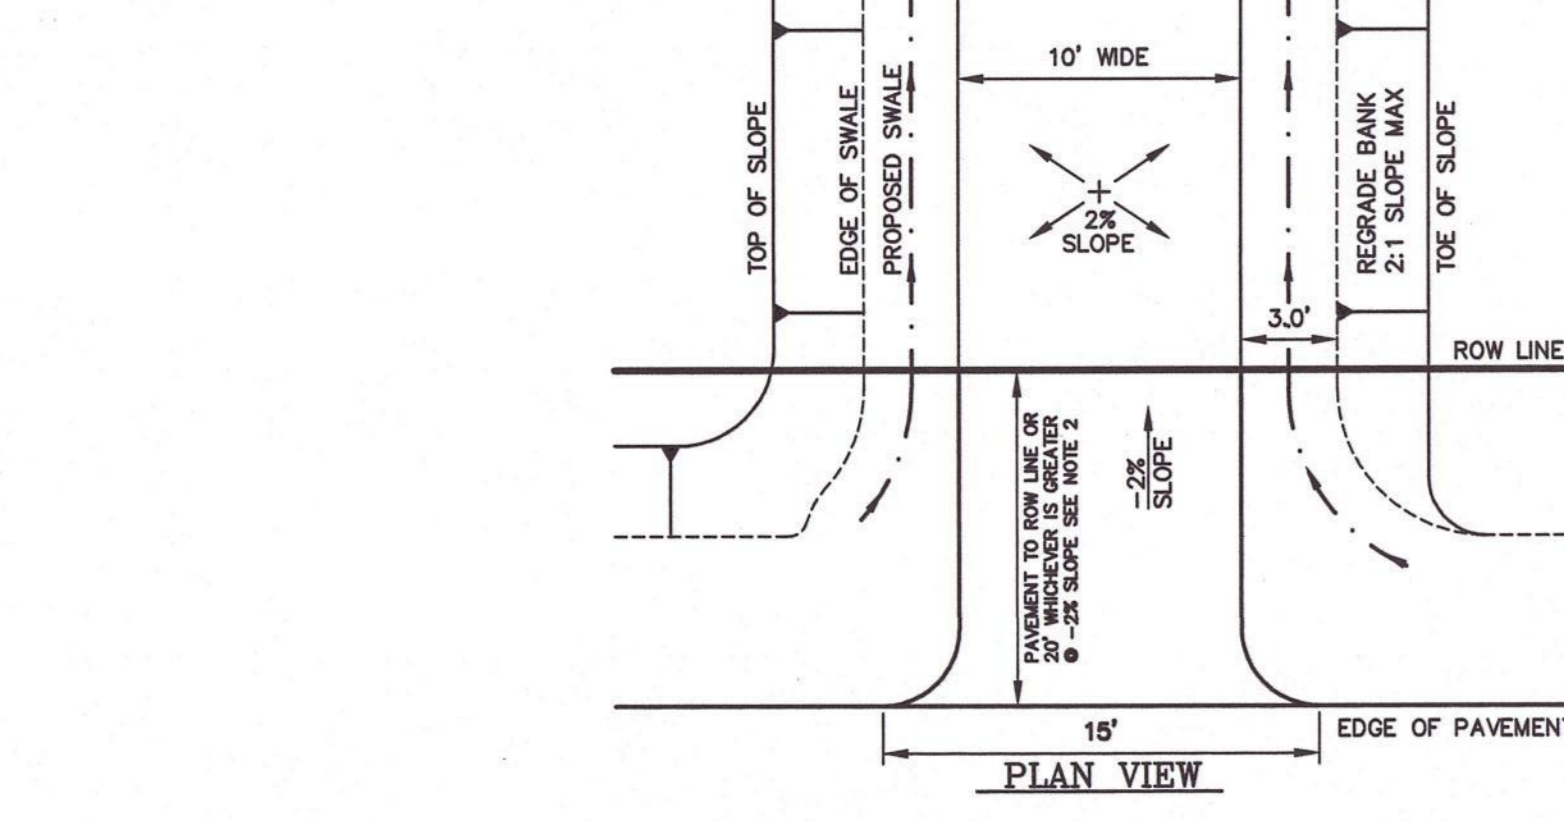 10' WIDE
TOP OF SLOPE
EDGE OF SWALE
PROPOSED SWALE
2%
SLOPE
REGRADE BANK
2:1 SLOPE MAX
TOE OF SLOPE
3.0'
ROW LINE
PAVEMENT TO ROW LINE OR
20' WHICHEVER IS GREATER
@ -2% SLOPE SEE NOTE 2
-2%
SLOPE
15'
EDGE OF PAVEMENT
PLAN VIEW